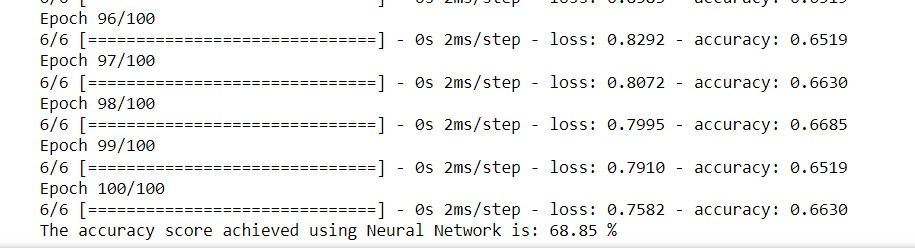 Epoch 96/100
6/6 [==============================] - 0s 2ms/step - loss: 0.8292 - accuracy: 0.6519
Epoch 97/100
6/6 [==============================] - 0s 2ms/step - loss: 0.8072 - accuracy: 0.6630
Epoch 98/100
6/6 [==============================] - 0s 2ms/step - loss: 0.7995 - accuracy: 0.6685
Epoch 99/100
6/6 [==============================] - 0s 2ms/step - loss: 0.7910 - accuracy: 0.6519
Epoch 100/100
6/6 [==============================] - 0s 2ms/step - loss: 0.7582 - accuracy: 0.6630
The accuracy score achieved using Neural Network is: 68.85 %